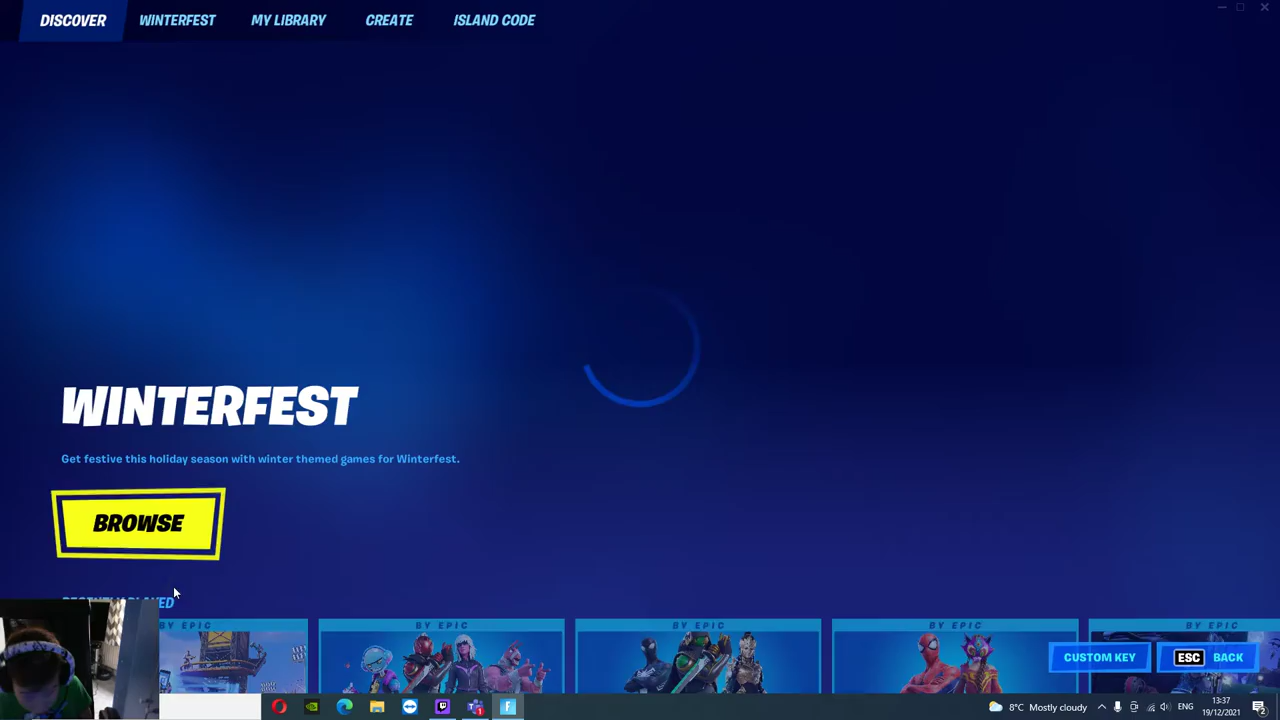 DISCOVER
WINTERFEST
MY LIBRARY
CREATE
ISLAND CODE
WINTERFEST
Get festive this holiday season with winter themed games for Winterfest.
BROWSE
BY EPIC
BY EPIC
BY EPIC
BY EPIC
BY EPIC
CUSTOM KEY
ESC BACK
8°C Mostly cloudy
ENG
13:37
19/12/2021